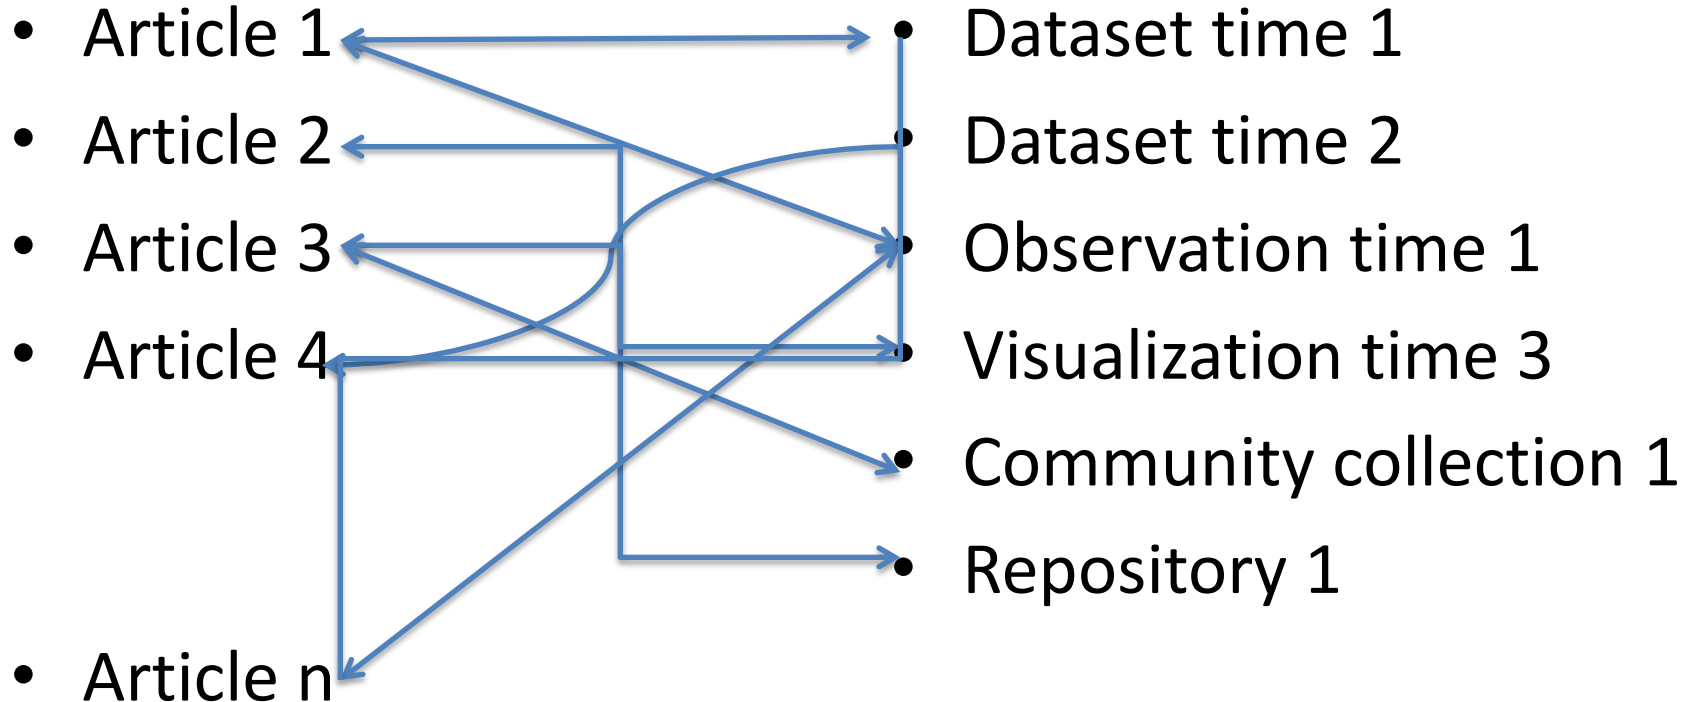 • Article 1
• Article 2
• Article 3
• Article 4
• Article n
• Dataset time 1
• Dataset time 2
• Observation time 1
• Visualization time 3
• Community collection 1
• Repository 1